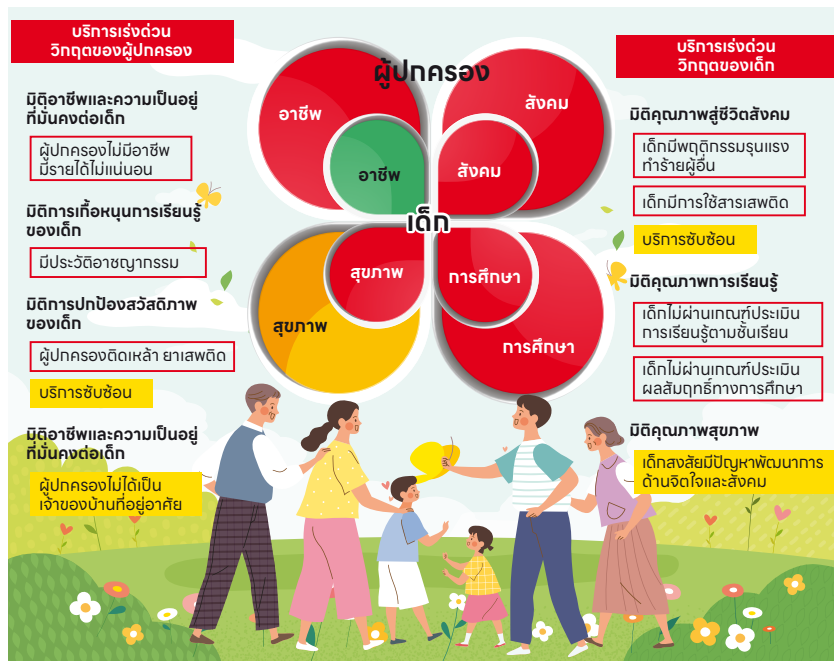 บริการเร่งด่วน
วิกฤตของผู้ปกครอง
มิติอาชีพและความเป็นอยู่
ที่มั่นคงต่อเด็ก
ผู้ปกครองไม่มีอาชีพ
มีรายได้ไม่แน่นอน
มิติการเกื้อหนุนการเรียนรู้
ของเด็ก
มีประวัติอาชญากรรม
มิติการปกป้องสวัสดิภาพ
ของเด็ก
ผู้ปกครองติดเหล้า ยาเสพติด
บริการซับซ้อน
มิติอาชีพและความเป็นอยู่
ที่มั่นคงต่อเด็ก
ผู้ปกครองไม่ได้เป็น
เจ้าของบ้านที่อยู่อาศัย
ผู้ปกครอง
อาชีพ
สังคม
อาชีพ
สังคม
เด็ก
สุขภาพ
การศึกษา
สุขภาพ
การศึกษา
บริการเร่งด่วน
วิกฤตของเด็ก
มิติคุณภาพสู่ชีวิตสังคม
เด็กมีพฤติกรรมรุนแรง
ทำร้ายผู้อื่น
เด็กมีการใช้สารเสพติด
บริการซับซ้อน
มิติคุณภาพการเรียนรู้
เด็กไม่ผ่านเกณฑ์ประเมิน
การเรียนรู้ตามชั้นเรียน
เด็กไม่ผ่านเกณฑ์ประเมิน
ผลสัมฤทธิ์ทางการศึกษา
มิติคุณภาพสุขภาพ
เด็กสงสัยมีปัญหาพัฒนาการ
ด้านจิตใจและสังคม